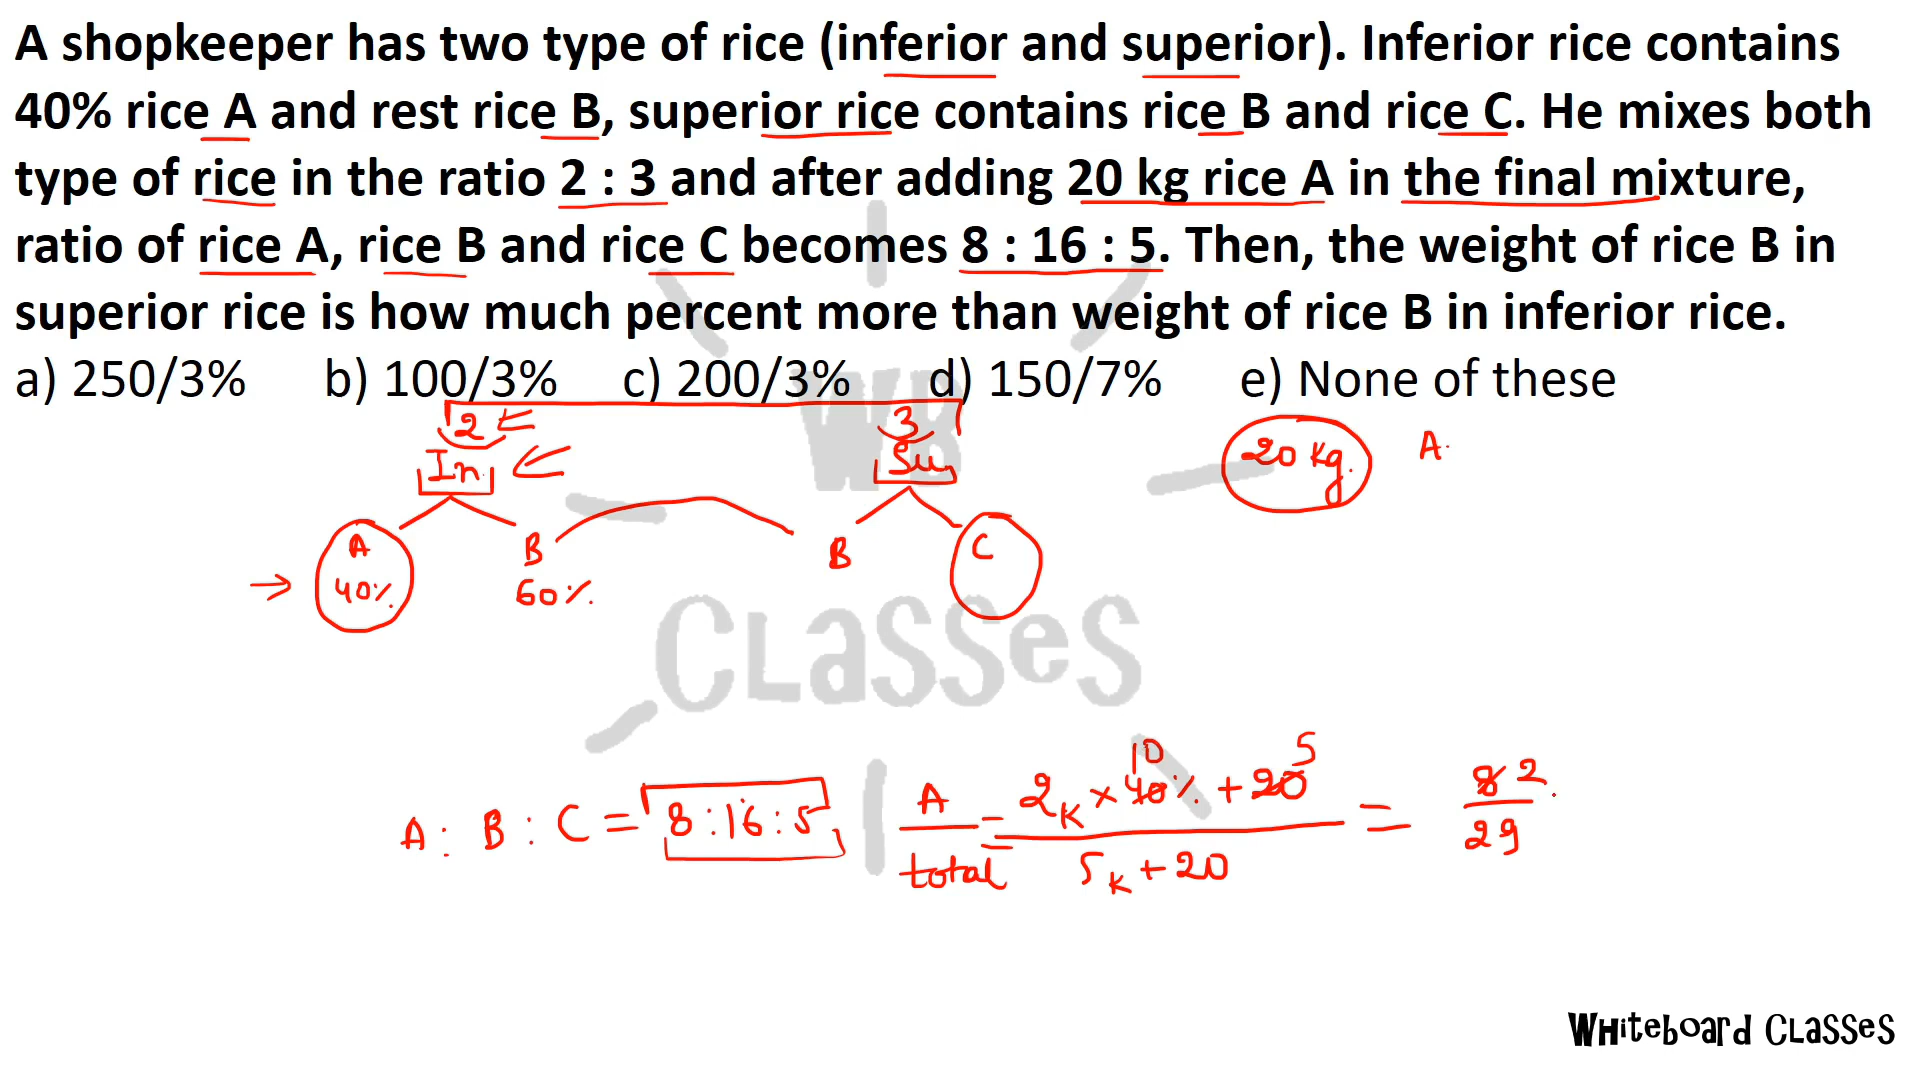 A shopkeeper has two type of rice (inferior and superior). Inferior rice contains
40% rice A and rest rice B, superior rice contains rice B and rice C. He mixes both
type of rice in the ratio 2 : 3 and after adding 20 kg rice A in the final mixture,
ratio of rice A, rice B and rice C becomes 8 : 16 : 5. Then, the weight of rice B in
superior rice is how much percent more than weight of rice B in inferior rice.
a) 250/3% b) 100/3% c) 200/3% d) 150/7% e) None of these
2 3
In Su 20 kg. A
A B B C
40% 60%
WB
CLaSSeS
10 5
A : B : C = 8 : 16 : 5 A 2K × 40% + 20 = 8 2
total = 5K + 20 29
WHiteboard CLaSSeS